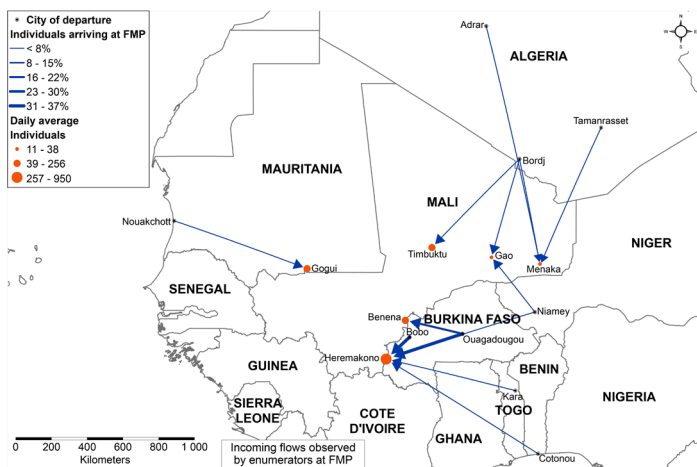 City of departure
Individuals arriving at FMP
< 8%
8 - 15%
16 - 22%
23 - 30%
31 - 37%
Daily average
Individuals
11 - 38
39 - 256
257 - 950
Adrar
N
W
E
S
ALGERIA
Tamanrasset
Bordj
MAURITANIA
MALI
Nouakchott
Timbuktu
Gao
Menaka
NIGER
Gogui
SENEGAL
Benena
BURKINA FASO
Niamey
Bobo
Ouagadougou
Heremakono
GUINEA
BENIN
NIGERIA
Kara
SIERRA
LEONE
TOGO
COTE
D'IVOIRE
GHANA
Cotonou
0 200 400 600 800 1 000
Kilometers
Incoming flows observed
by enumerators at FMP